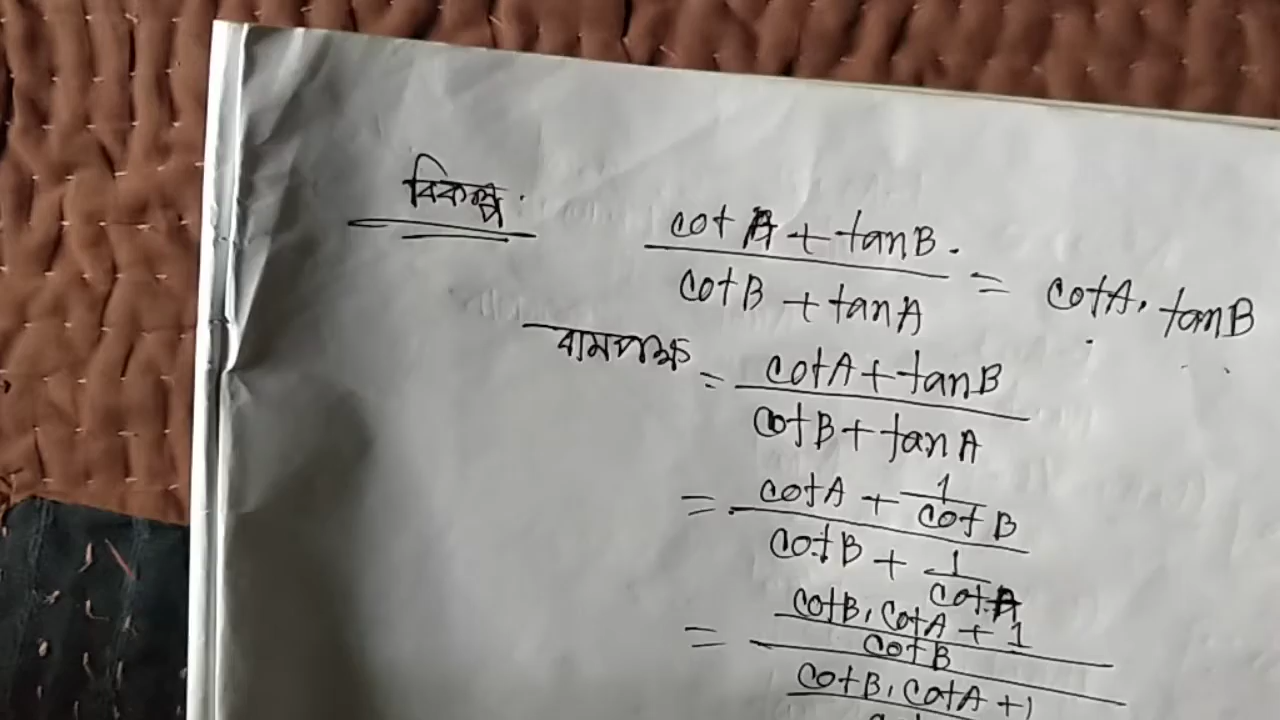 বিকল্প:
cot A + tan B.
cot B + tan A
= cot A. tan B
বামপক্ষ = cot A + tan B
cot B + tan A
= cot A + 1
cot B
cot B + 1
cot A
= cot B. cot A + 1
cot B
cot B. cot A + 1